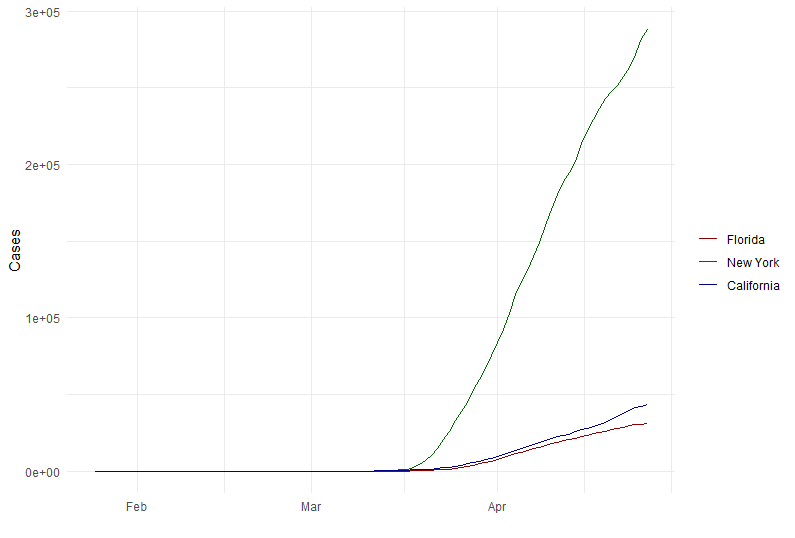 3e+05
2e+05
1e+05
0e+00
Cases
Feb Mar Apr
Florida
New York
California